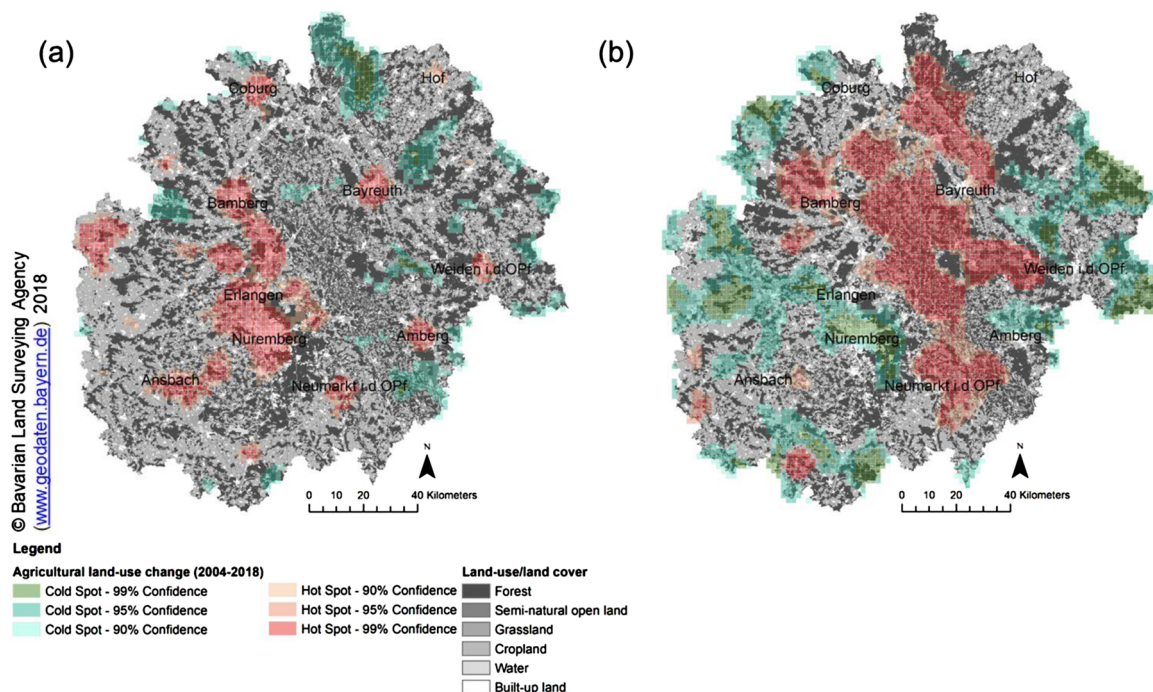 (a)
Hof
Coburg
Bayreuth
Bamberg
Weiden i.d.OPf.
Erlangen
Nuremberg
Amberg
Ansbach
Neumarkt i.d.OPf.
N
0 10 20 40 Kilometers
(b)
Hof
Coburg
Bayreuth
Bamberg
Weiden i.d.OPf.
Erlangen
Nuremberg
Amberg
Ansbach
Neumarkt i.d.OPf.
N
0 10 20 40 Kilometers
© Bavarian Land Surveying Agency
(www.geodaten.bayern.de) 2018
Legend
Agricultural land-use change (2004-2018)
Cold Spot - 99% Confidence
Cold Spot - 95% Confidence
Cold Spot - 90% Confidence
Hot Spot - 90% Confidence
Hot Spot - 95% Confidence
Hot Spot - 99% Confidence
Land-use/land cover
Forest
Semi-natural open land
Grassland
Cropland
Water
Built-up land